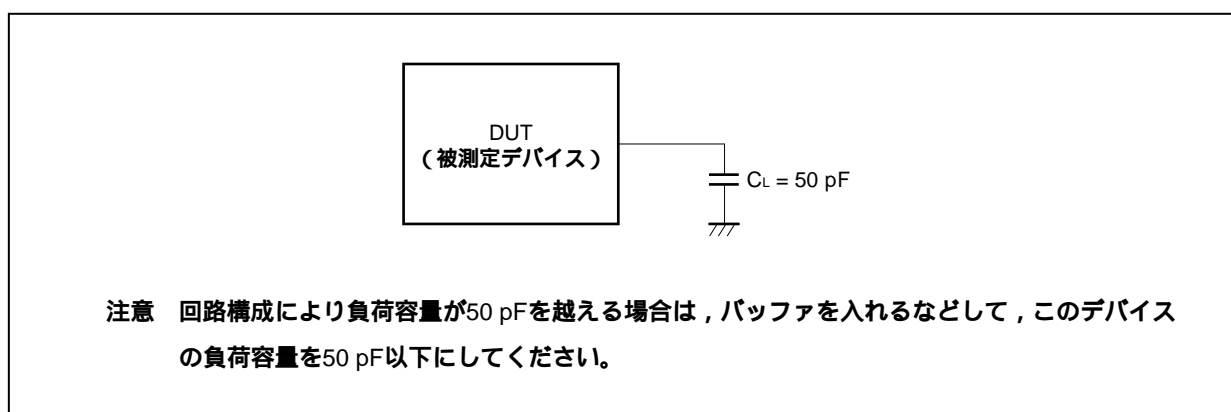 DUT
（被測定デバイス）
CL = 50 pF
注意　回路構成により負荷容量が50 pFを越える場合は，バッファを入れるなどして，このデバイス
の負荷容量を50 pF以下にしてください。